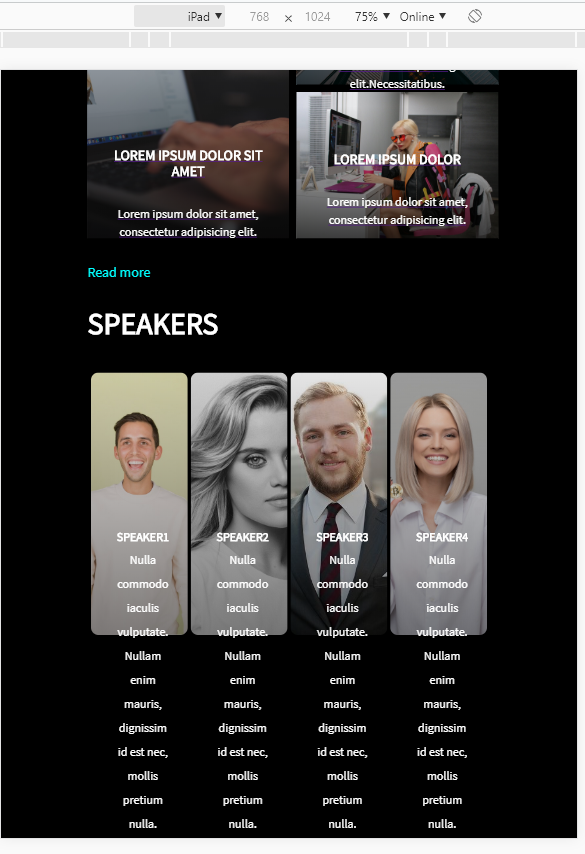 iPad ▼ 768 × 1024 75% ▼ Online ▼
elit.Necessitatibus.
LOREM IPSUM DOLOR SIT
AMET
Lorem ipsum dolor sit amet,
consectetur adipisicing elit.
LOREM IPSUM DOLOR
Lorem ipsum dolor sit amet,
consectetur adipisicing elit.
Read more
SPEAKERS
SPEAKER1
Nulla
commodo
iaculis
vulputate.
Nullam
enim
mauris,
dignissim
id est nec,
mollis
pretium
nulla.
SPEAKER2
Nulla
commodo
iaculis
vulputate.
Nullam
enim
mauris,
dignissim
id est nec,
mollis
pretium
nulla.
SPEAKER3
Nulla
commodo
iaculis
vulputate.
Nullam
enim
mauris,
dignissim
id est nec,
mollis
pretium
nulla.
SPEAKER4
Nulla
commodo
iaculis
vulputate.
Nullam
enim
mauris,
dignissim
id est nec,
mollis
pretium
nulla.